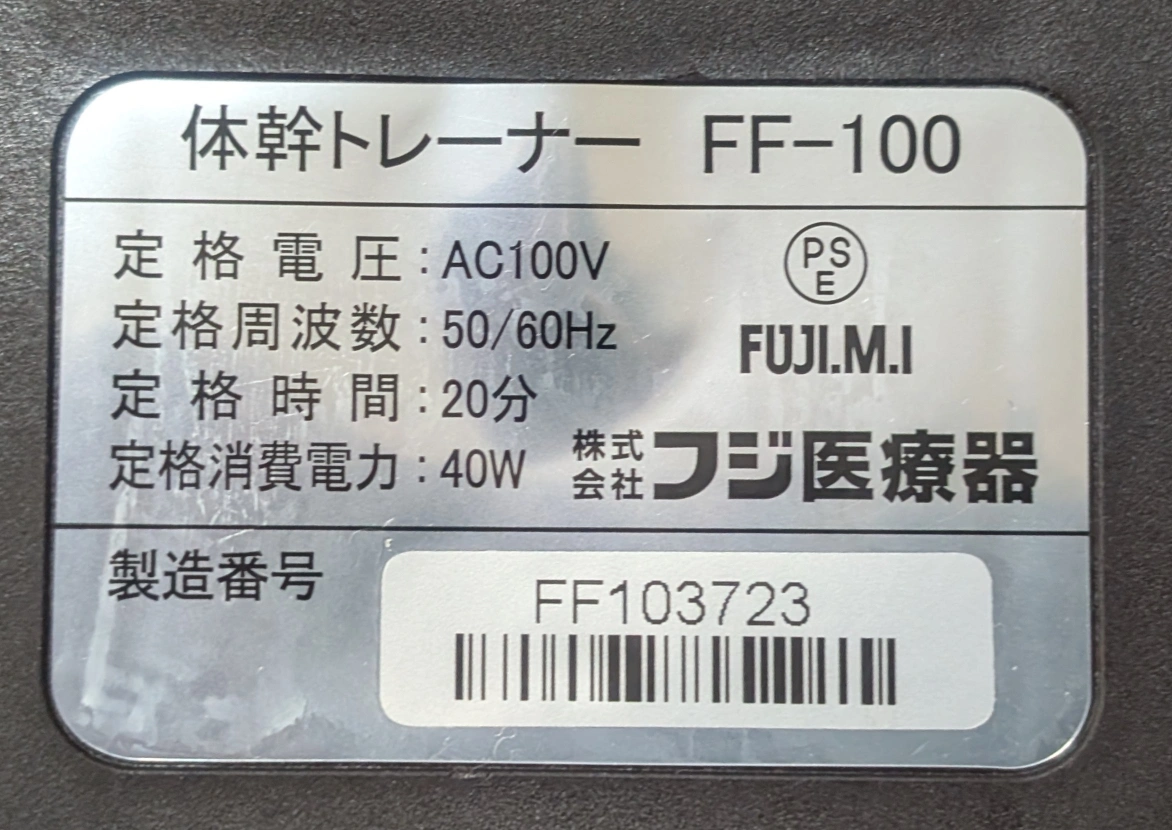 体幹トレーナー FF-100
定格電圧:AC100V
定格周波数:50/60Hz
定格時間:20分
定格消費電力:40W
PS
E
FUJI.M.I
株式
会社 フジ医療器
製造番号
FF103723